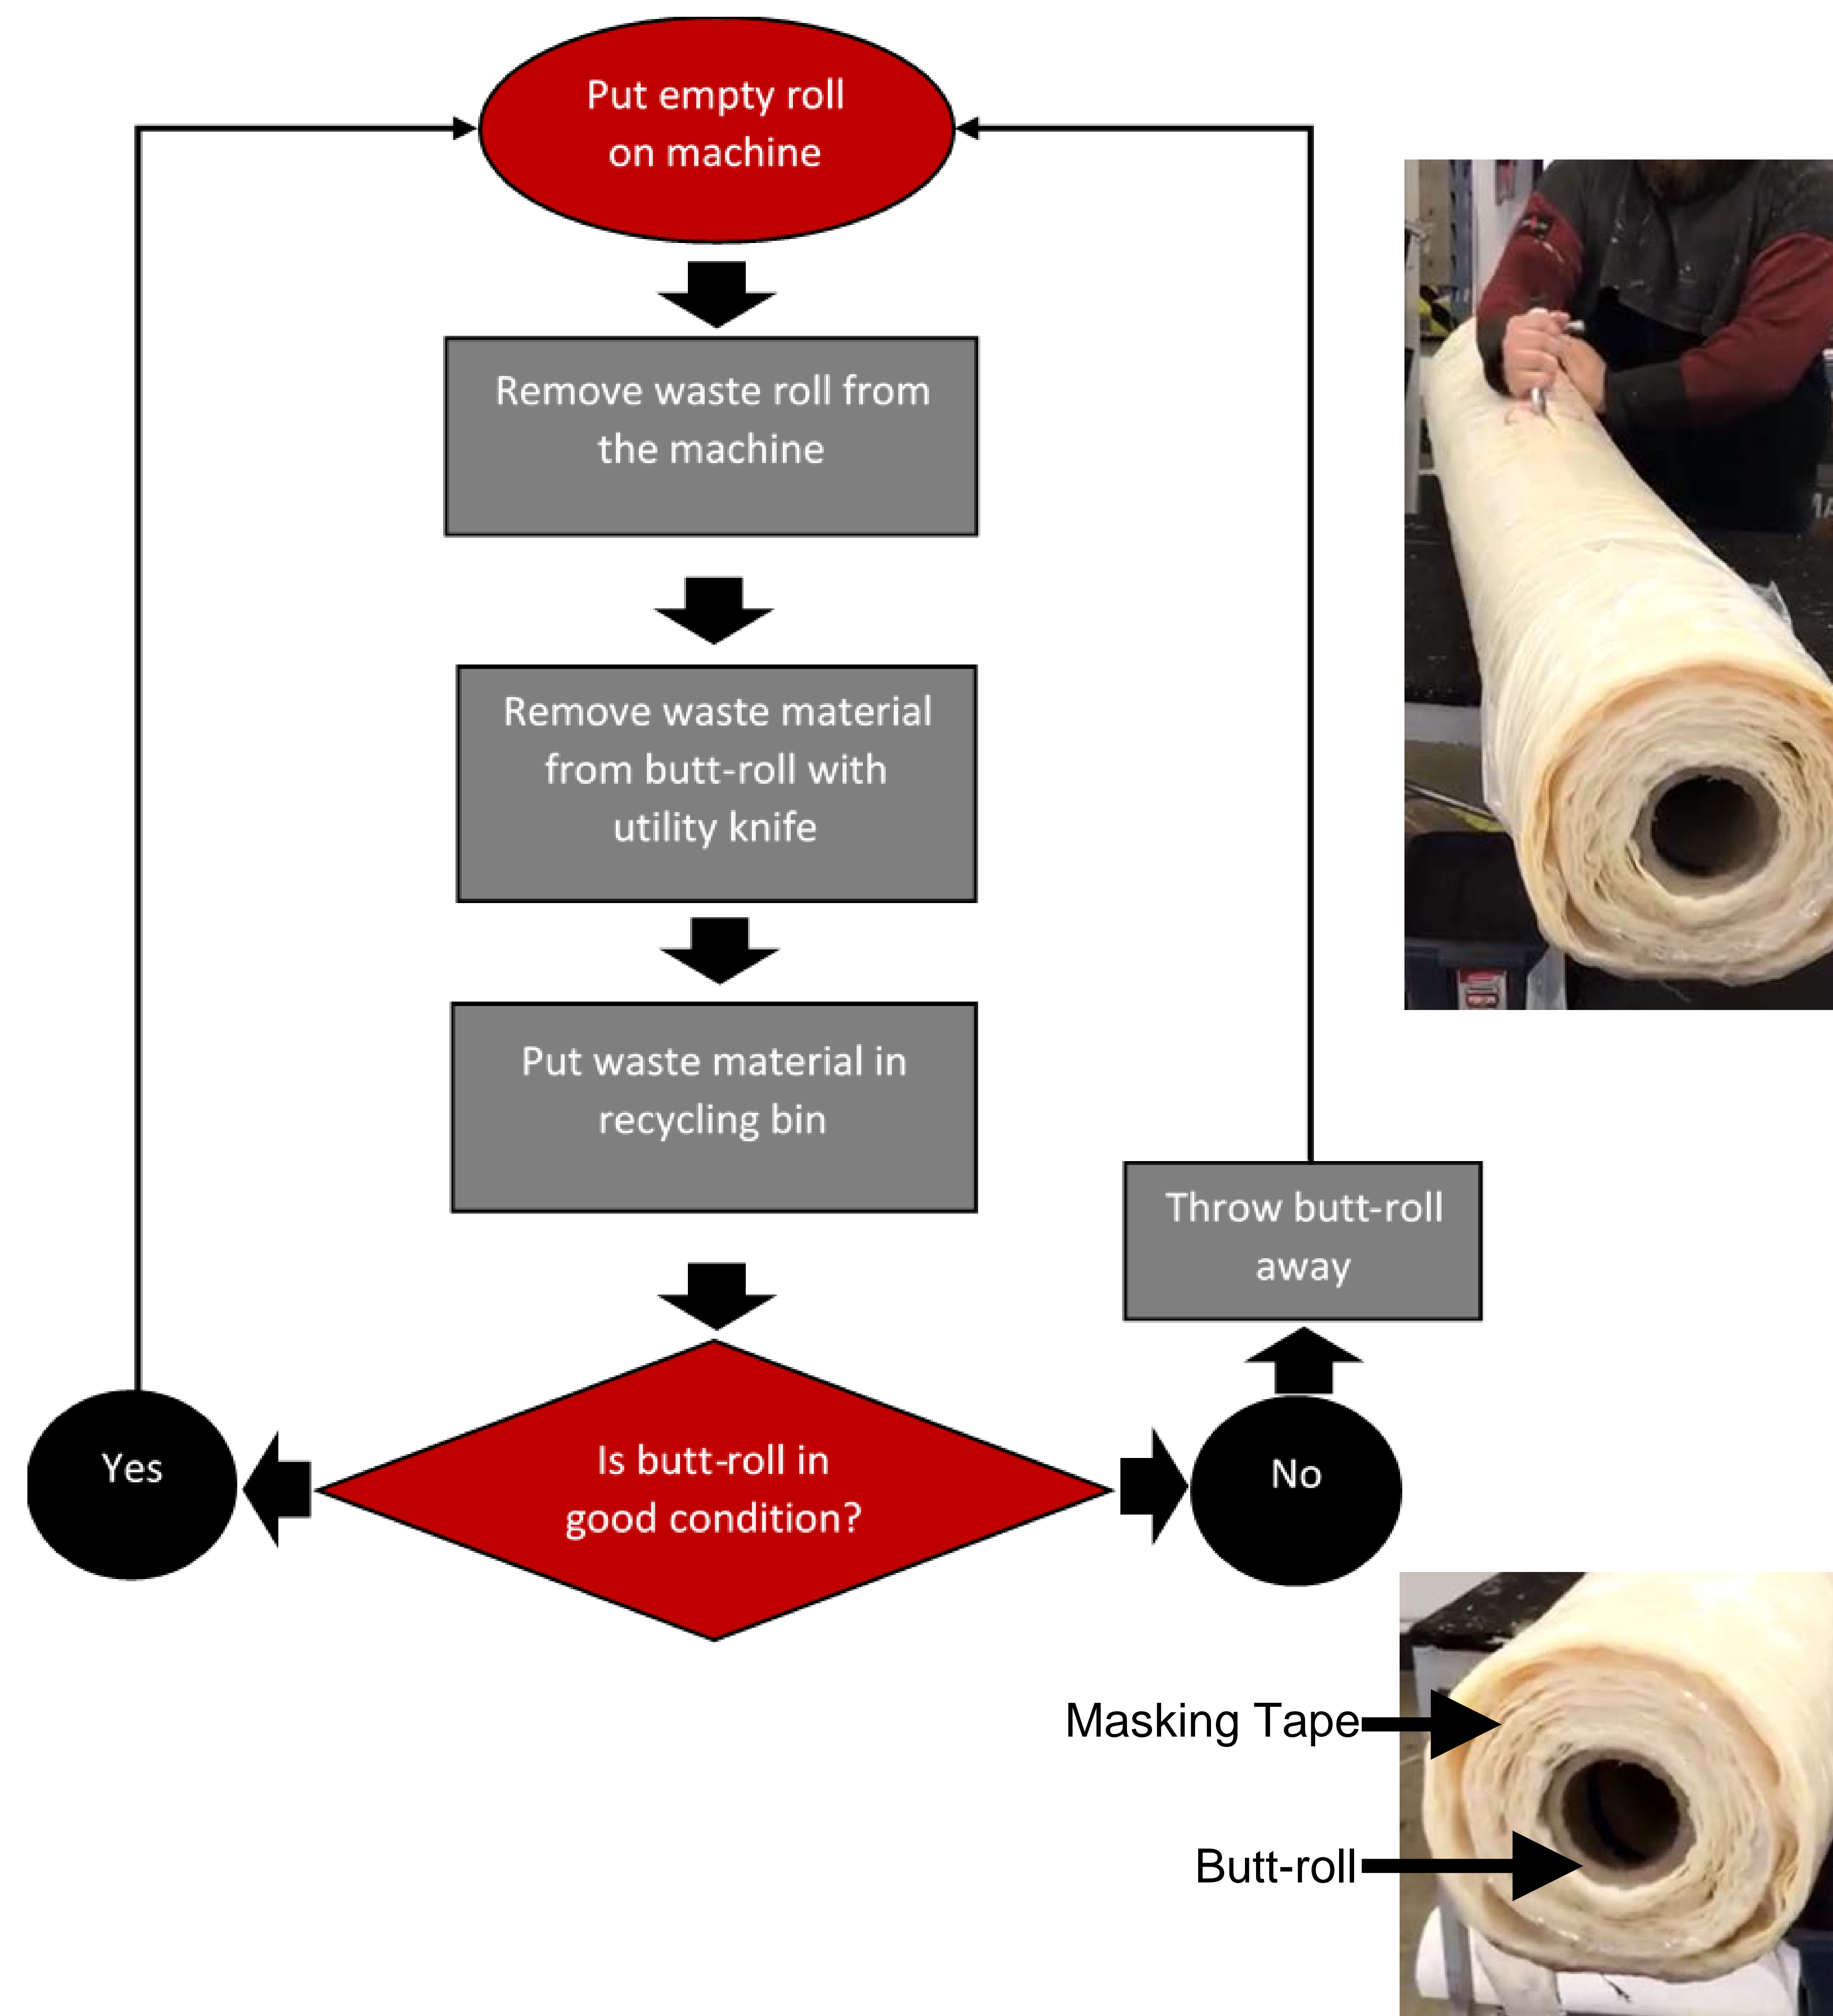 Put empty roll
on machine
Remove waste roll from
the machine
Remove waste material
from butt-roll with
utility knife
Put waste material in
recycling bin
Throw butt-roll
away
Is butt-roll in
good condition?
Yes
No
Masking Tape
Butt-roll